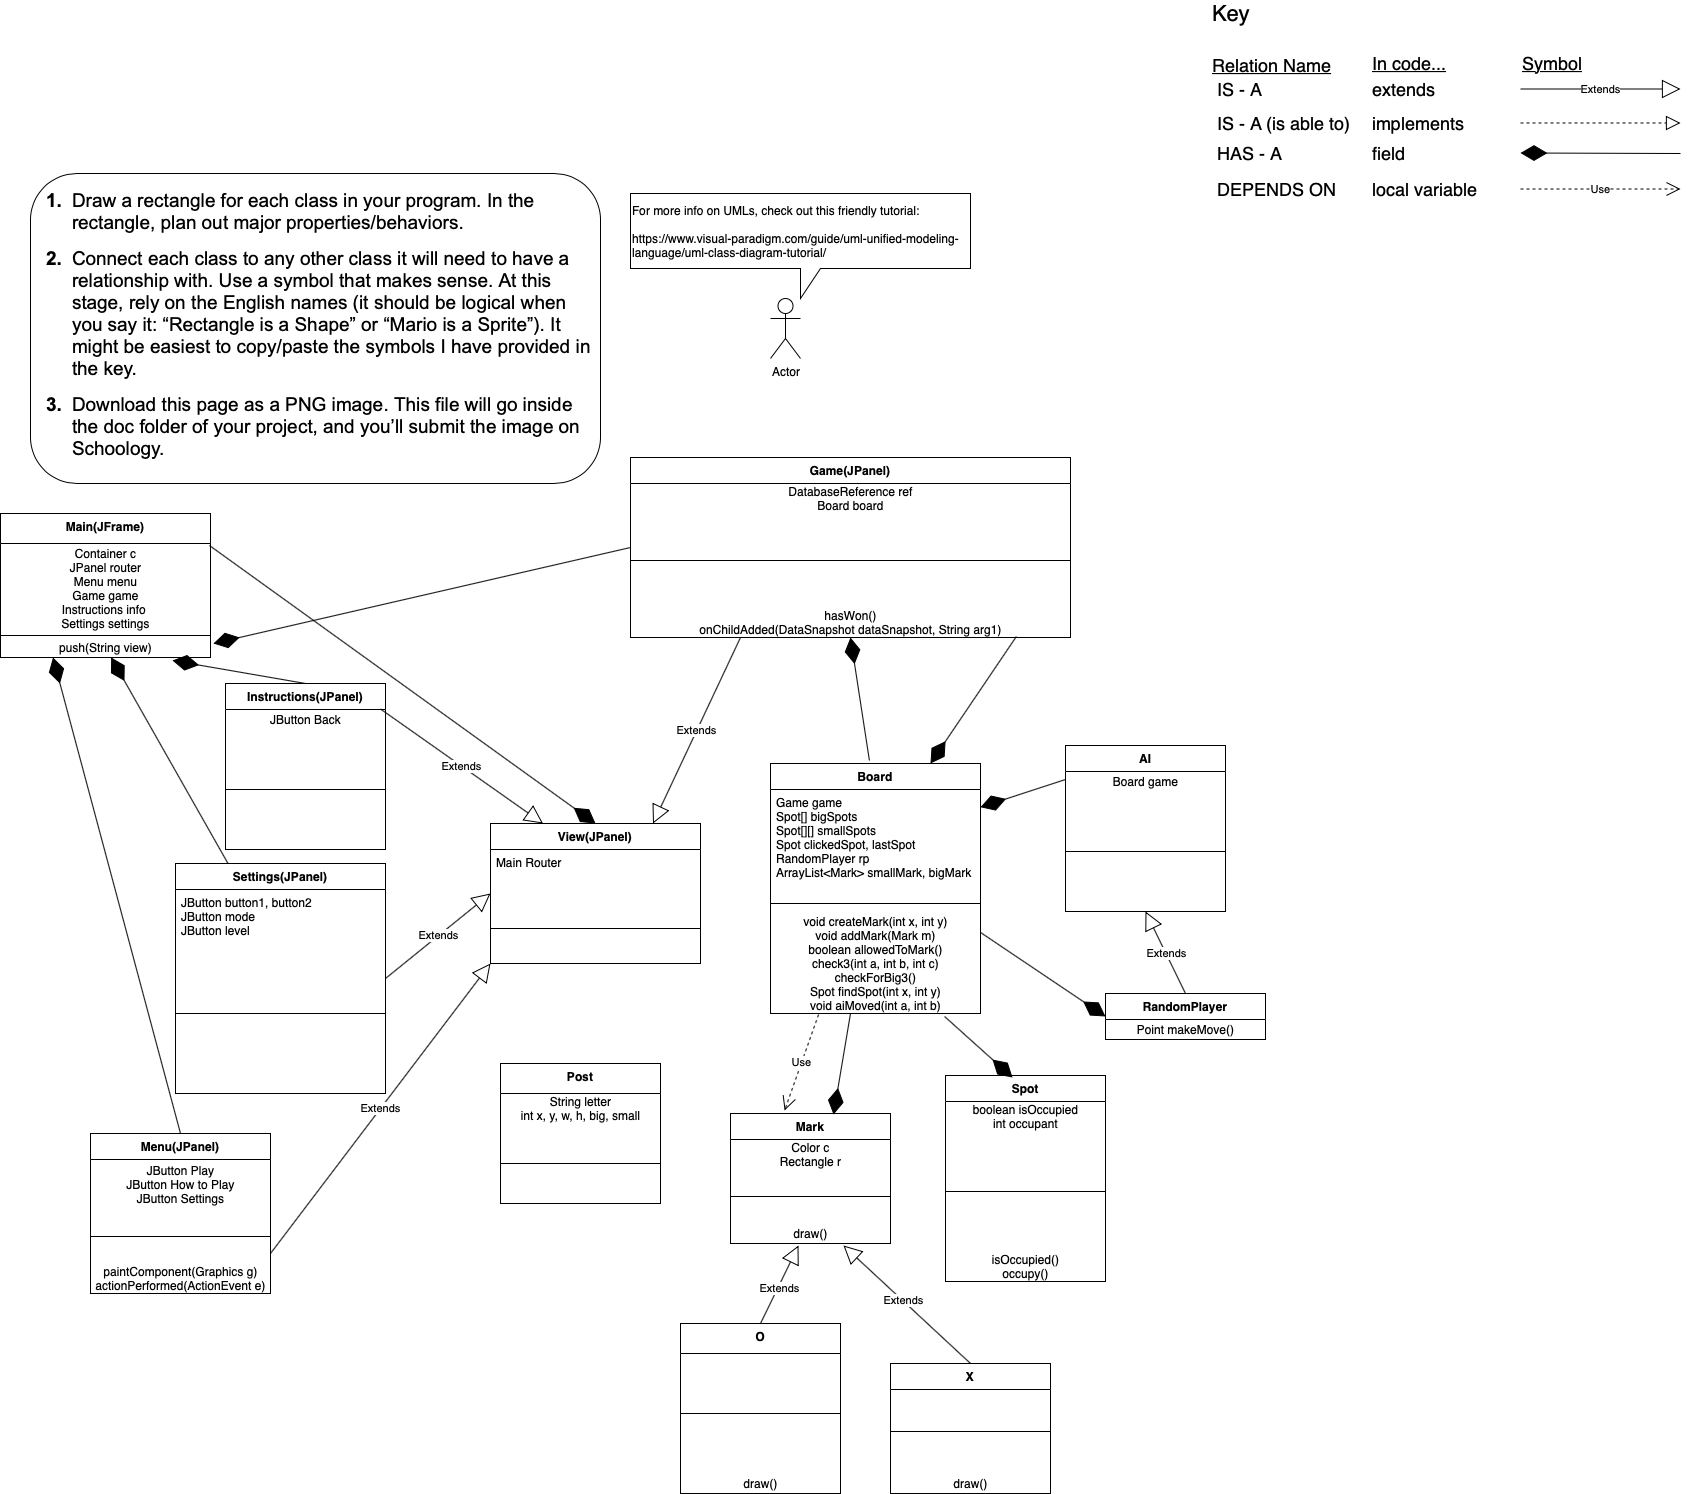 Key
Relation Name In code... Symbol
IS - A extends Extends
IS - A (is able to) implements
HAS - A field
DEPENDS ON local variable Use
1. Draw a rectangle for each class in your program. In the
rectangle, plan out major properties/behaviors.
2. Connect each class to any other class it will need to have a
relationship with. Use a symbol that makes sense. At this
stage, rely on the English names (it should be logical when
you say it: “Rectangle is a Shape” or “Mario is a Sprite”). It
might be easiest to copy/paste the symbols I have provided in
the key.
3. Download this page as a PNG image. This file will go inside
the doc folder of your project, and you’ll submit the image on
Schoology.
For more info on UMLs, check out this friendly tutorial:
https://www.visual-paradigm.com/guide/uml-unified-modeling-
language/uml-class-diagram-tutorial/
Actor
Game(JPanel)
DatabaseReference ref
Board board
hasWon()
onChildAdded(DataSnapshot dataSnapshot, String arg1)
Main(JFrame)
Container c
JPanel router
Menu menu
Game game
Instructions info
Settings settings
push(String view)
Instructions(JPanel)
JButton Back
Extends
Extends
View(JPanel)
Main Router
Settings(JPanel)
JButton button1, button2
JButton mode
JButton level
Extends
Extends
Menu(JPanel)
JButton Play
JButton How to Play
JButton Settings
paintComponent(Graphics g)
actionPerformed(ActionEvent e)
Board
Game game
Spot[] bigSpots
Spot[][] smallSpots
Spot clickedSpot, lastSpot
RandomPlayer rp
ArrayList<Mark> smallMark, bigMark
void createMark(int x, int y)
void addMark(Mark m)
boolean allowedToMark()
check3(int a, int b, int c)
checkForBig3()
Spot findSpot(int x, int y)
void aiMoved(int a, int b)
AI
Board game
Extends
RandomPlayer
Point makeMove()
Post
String letter
int x, y, w, h, big, small
Use
Mark
Color c
Rectangle r
draw()
Spot
boolean isOccupied
int occupant
isOccupied()
occupy()
Extends
Extends
O
draw()
X
draw()